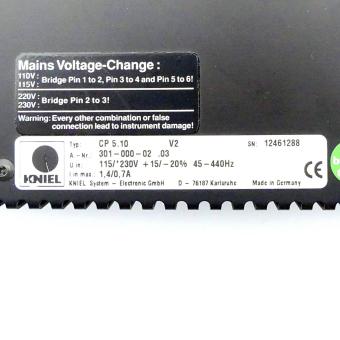 Mains Voltage-Change :
110V :
115V : Bridge Pin 1 to 2, Pin 3 to 4 and Pin 5 to 6!
220V :
230V : Bridge Pin 2 to 3!
Warning: Every other combination or false
connection lead to instrument damage!
KNIEL
Typ: CP 5.10 V2 SN: 12461288
A - Nr.: 301-000-02 .03
U in: 115/*230V +15/-20% 45-440Hz
I in max.: 1,4/0,7A
KNIEL System - Electronic GmbH D - 76187 Karlsruhe
CE